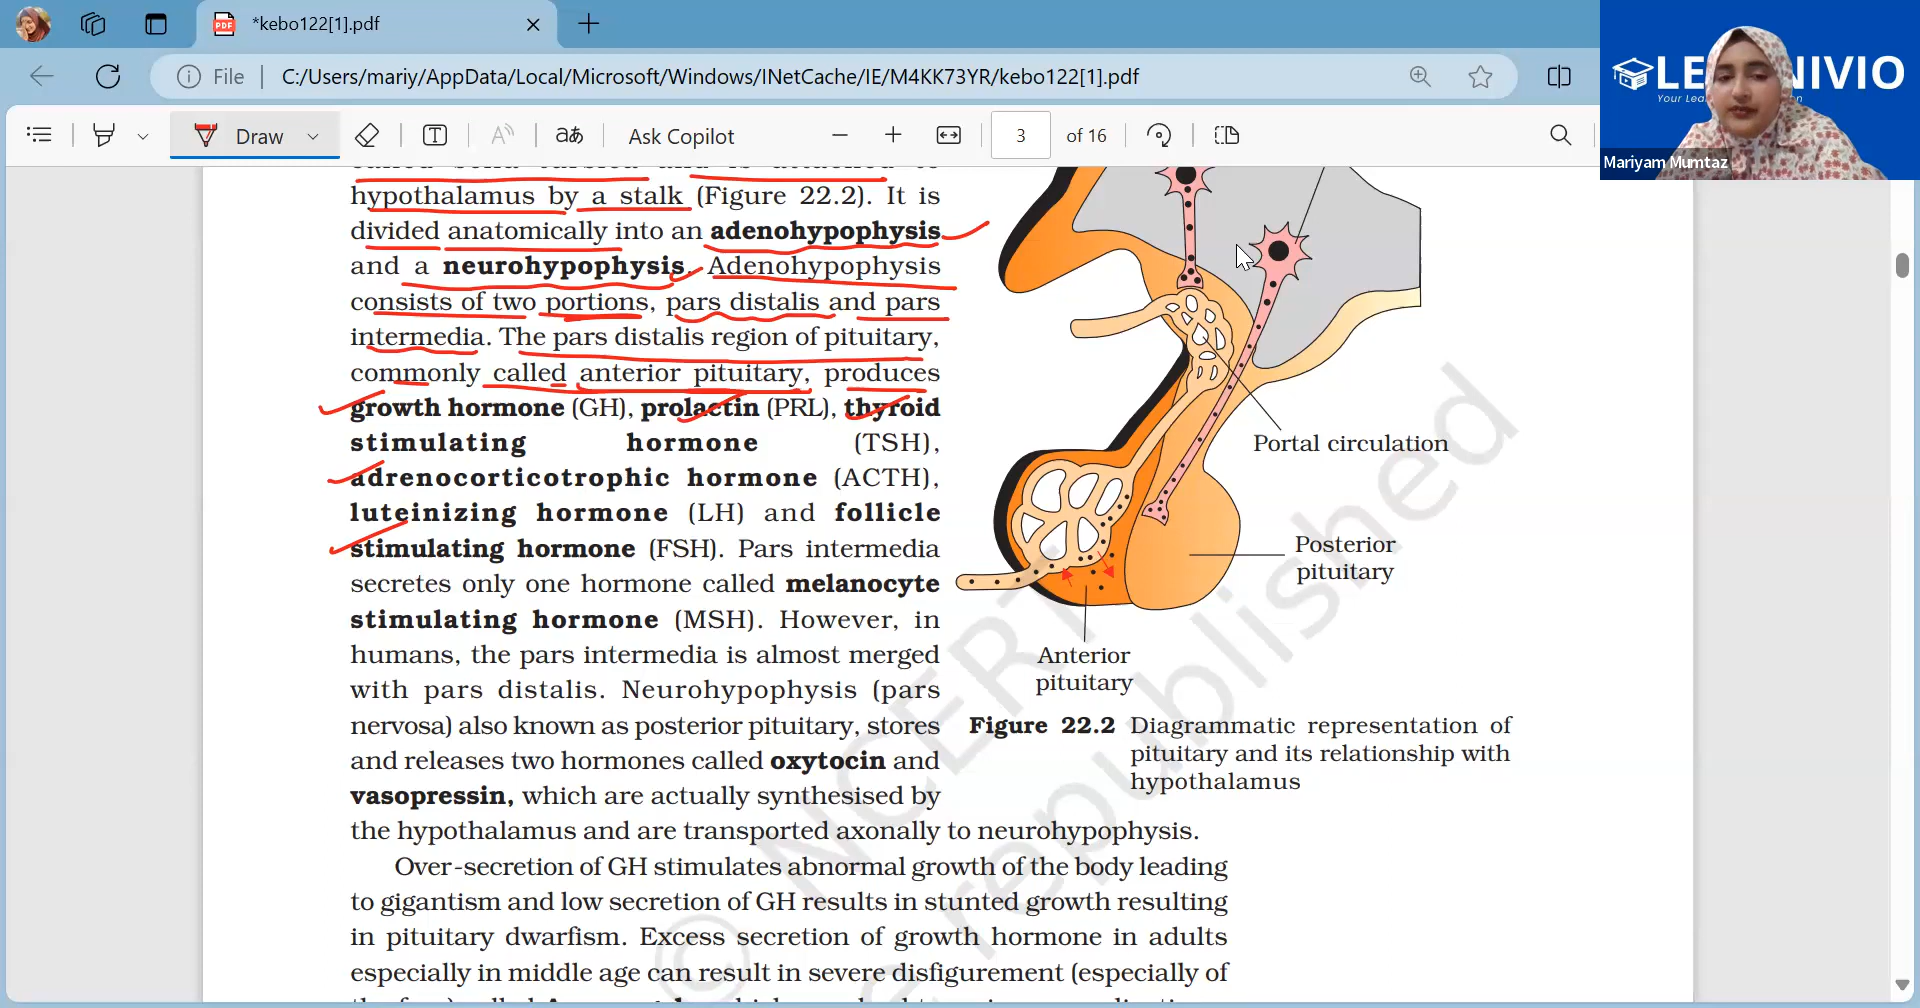 *kebo122[1].pdf
File
C:/Users/mariy/AppData/Local/Microsoft/Windows/INetCache/IE/M4KK73YR/kebo122[1].pdf
Draw
Ask Copilot
3
of 16
Mariyam Mumtaz
hypothalamus by a stalk (Figure 22.2). It is
divided anatomically into an adenohypophysis
and a neurohypophysis. Adenohypophysis
consists of two portions, pars distalis and pars
intermedia. The pars distalis region of pituitary,
commonly called anterior pituitary, produces
growth hormone (GH), prolactin (PRL), thyroid
stimulating hormone (TSH),
adrenocorticotrophic hormone (ACTH),
luteinizing hormone (LH) and follicle
stimulating hormone (FSH). Pars intermedia
secretes only one hormone called melanocyte
stimulating hormone (MSH). However, in
humans, the pars intermedia is almost merged
with pars distalis. Neurohypophysis (pars
nervosa) also known as posterior pituitary, stores
and releases two hormones called oxytocin and
vasopressin, which are actually synthesised by
the hypothalamus and are transported axonally to neurohypophysis.
Over-secretion of GH stimulates abnormal growth of the body leading
to gigantism and low secretion of GH results in stunted growth resulting
in pituitary dwarfism. Excess secretion of growth hormone in adults
especially in middle age can result in severe disfigurement (especially of
Portal circulation
Posterior
pituitary
Anterior
pituitary
Figure 22.2 Diagrammatic representation of
pituitary and its relationship with
hypothalamus
© NCERT
republished